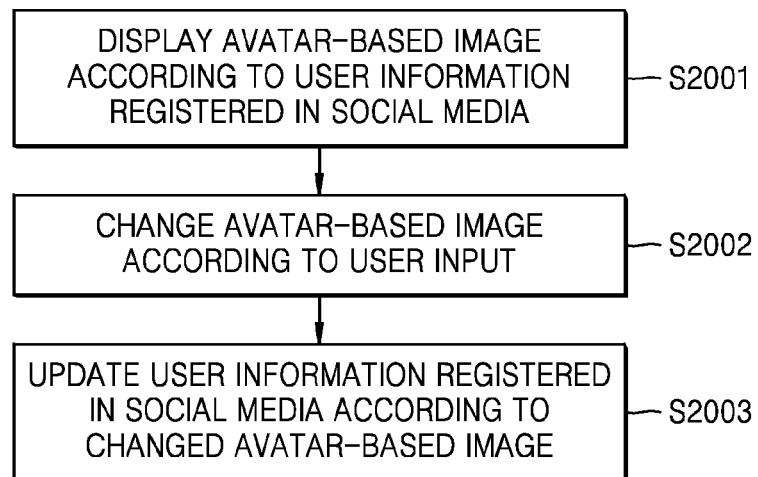 DISPLAY AVATAR-BASED IMAGE
ACCORDING TO USER INFORMATION
REGISTERED IN SOCIAL MEDIA
S2001
CHANGE AVATAR-BASED IMAGE
ACCORDING TO USER INPUT
S2002
UPDATE USER INFORMATION REGISTERED
IN SOCIAL MEDIA ACCORDING TO
CHANGED AVATAR-BASED IMAGE
S2003